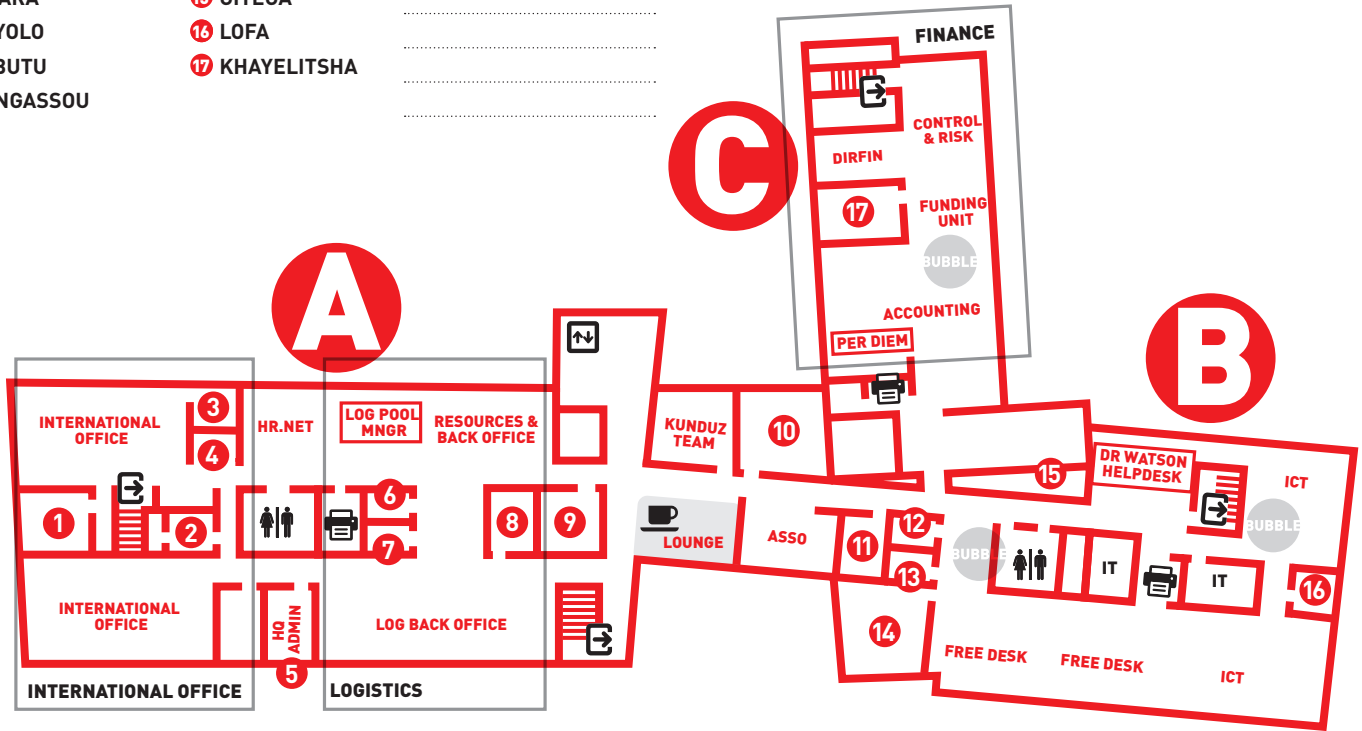 16 LOFA
17 KHAYELITSHA
FINANCE
CONTROL
& RISK
DIRFIN
17
FUNDING
UNIT
BUBBLE
ACCOUNTING
PER DIEM
C
A
B
INTERNATIONAL
OFFICE
3
4
HR.NET
LOG POOL
MNGR
RESOURCES &
BACK OFFICE
KUNDUZ
TEAM
10
1
2
6
7
8
9
LOUNGE
ASSO
11
12
13
14
15
DR WATSON
HELPDESK
ICT
BUBBLE
BUBBLE
IT
IT
16
INTERNATIONAL
OFFICE
HQ
ADMIN
5
LOG BACK OFFICE
FREE DESK
FREE DESK
ICT
INTERNATIONAL OFFICE
LOGISTICS